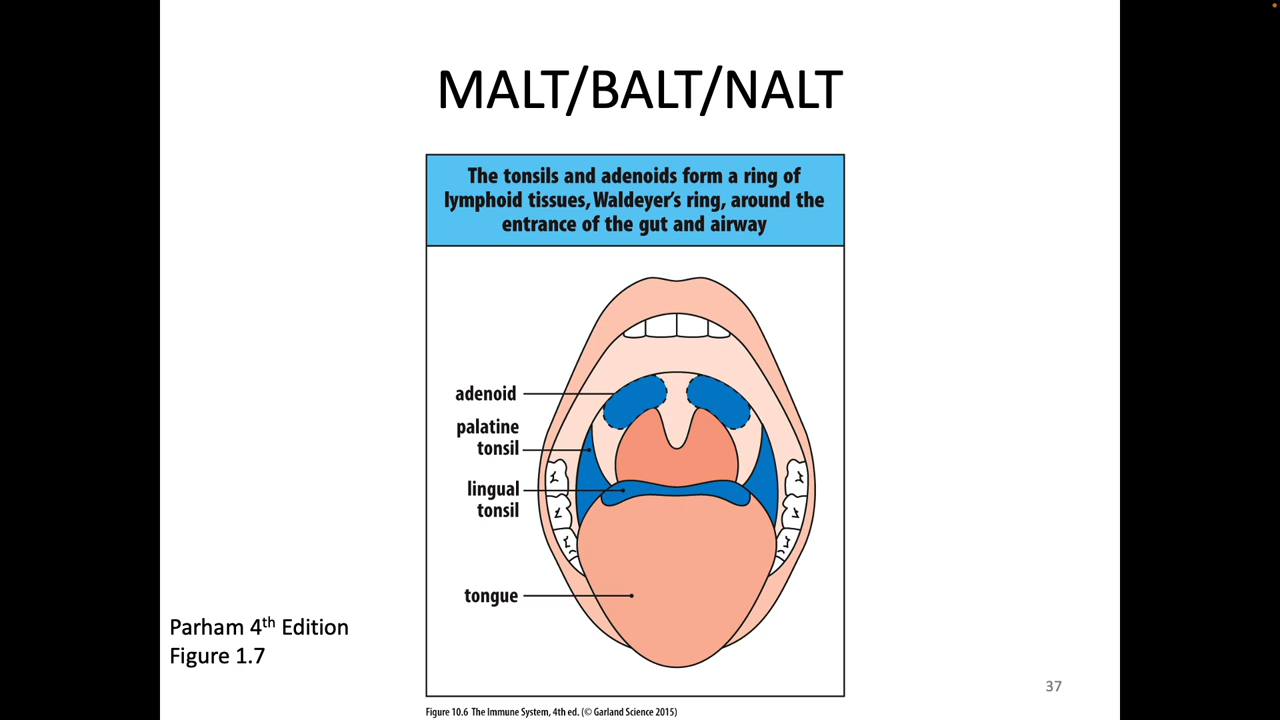 MALT/BALT/NALT
The tonsils and adenoids form a ring of
lymphoid tissues, Waldeyer's ring, around the
entrance of the gut and airway
adenoid
palatine
tonsil
lingual
tonsil
tongue
Parham 4th Edition
Figure 1.7
37
Figure 10.6 The Immune System, 4th ed. (© Garland Science 2015)